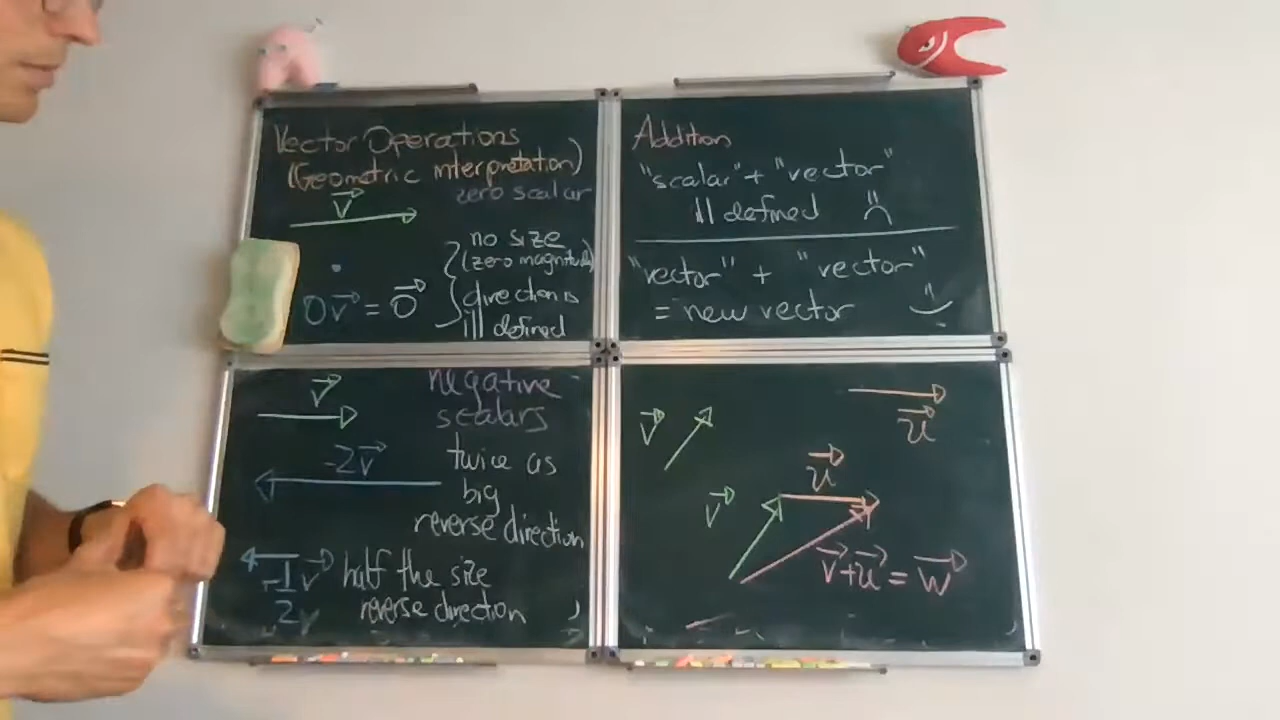 Vector Operations
(Geometric interpretation)
zero scalar
v⃗
0v⃗ = 0⃗
no size
(zero magnitude)
direction is
ill defined
Addition
"scalar" + "vector"
ill defined
"vector" + "vector"
= new vector
v⃗
negative
scalars
-2v⃗
twice as
big
reverse direction
-1/2 v⃗
half the size
reverse direction
v⃗
u⃗
u⃗
v⃗
v⃗+u⃗ = w⃗